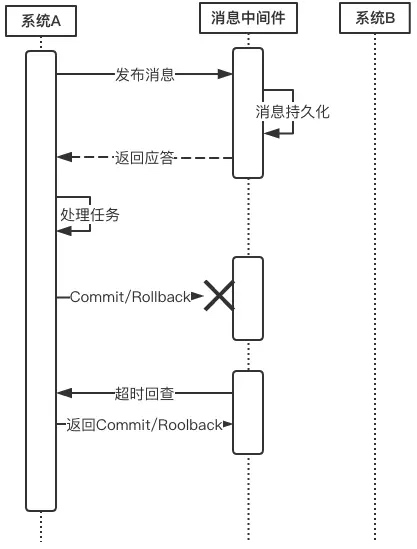 系统A
消息中间件
系统B
发布消息
消息持久化
返回应答
处理任务
Commit/Rollback
超时回查
返回Commit/Roolback